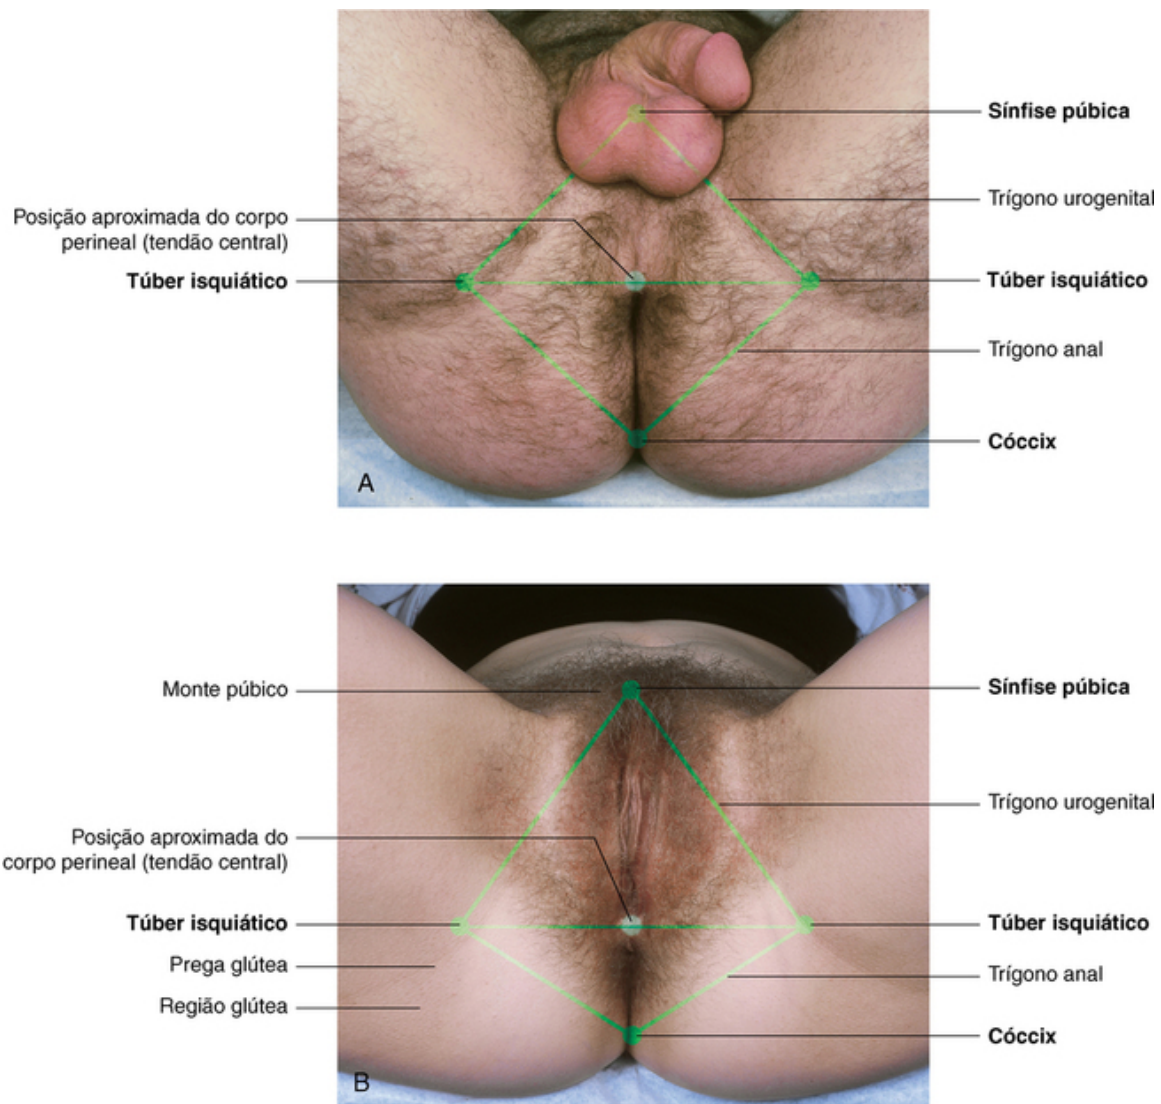 Sínfise púbica
Trígono urogenital
Posição aproximada do corpo
perineal (tendão central)
Túber isquiático
Túber isquiático
Trígono anal
Cóccix
A
Monte púbico
Sínfise púbica
Trígono urogenital
Posição aproximada do
corpo perineal (tendão central)
Túber isquiático
Túber isquiático
Prega glútea
Trígono anal
Região glútea
Cóccix
B